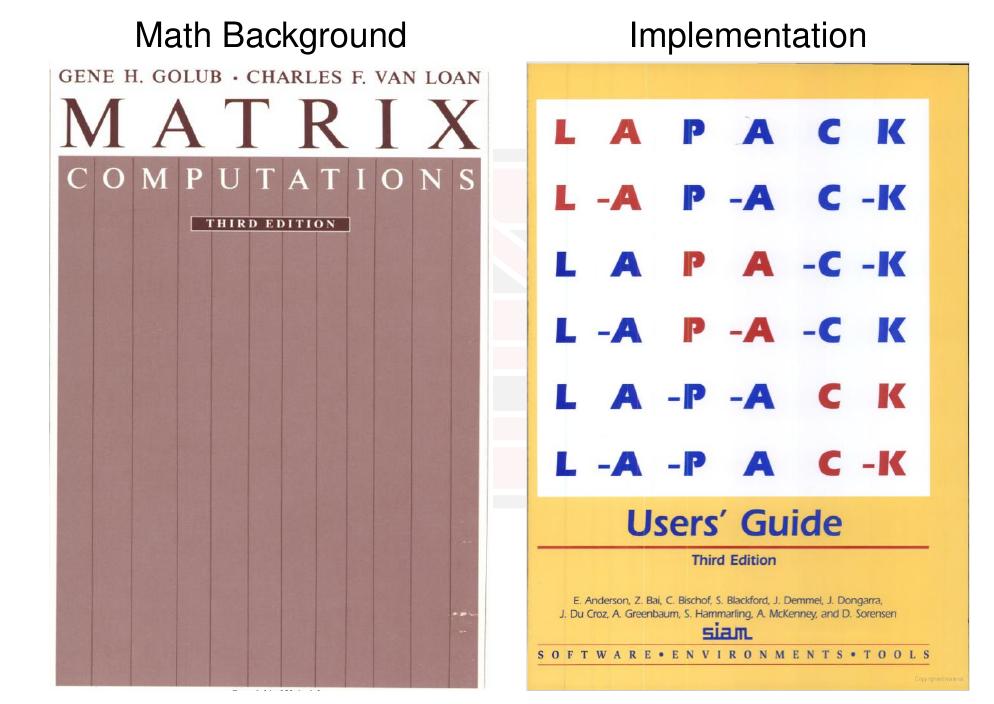 Math Background
Implementation
GENE H. GOLUB · CHARLES F. VAN LOAN
MATRIX
COMPUTATIONS
THIRD EDITION
L A P A C K
L -A P -A C -K
L A P A -C -K
L -A P -A -C K
L A -P -A C K
L -A -P A C -K
Users' Guide
Third Edition
E. Anderson, Z. Bai, C. Bischof, S. Blackford, J. Demmel, J. Dongarra,
J. Du Croz, A. Greenbaum, S. Hammarling, A. McKenney, and D. Sorensen
siam
SOFTWARE • ENVIRONMENTS • TOOLS